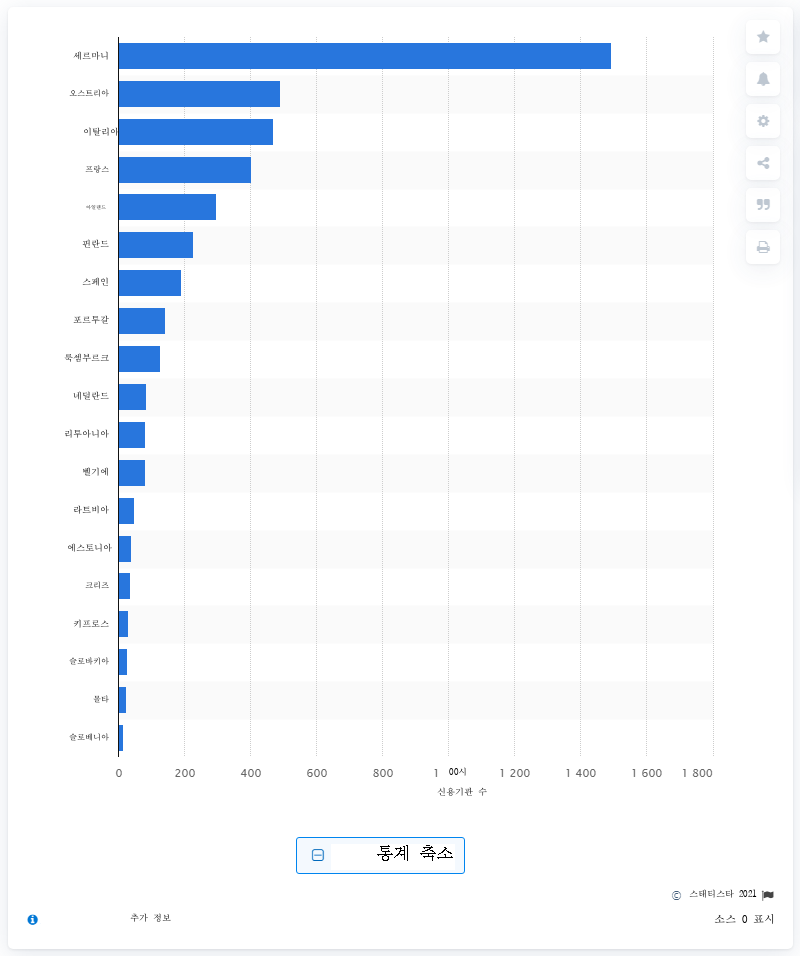 세르마니
오스트리아
이탈리아
프랑스
아일랜드
핀란드
스페인
포르투갈
룩셈부르크
네덜란드
리투아니아
벨기에
라트비아
에스토니아
크리즈
키프로스
슬로바키아
몰타
슬로베니아
0 200 400 600 800 1 00시 1 200 1 400 1 600 1 800
신용기관 수
통계 축소
© 스태티스타 2021
추가 정보
소스 0 표시